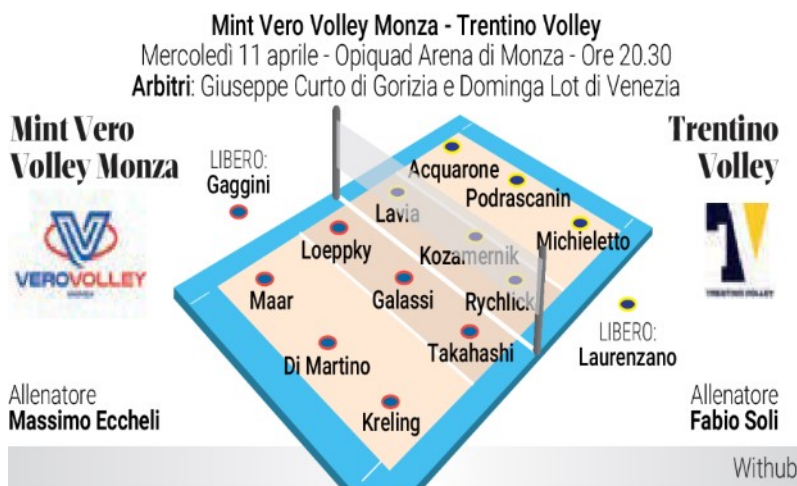 Mint Vero Volley Monza - Trentino Volley
Mercoledì 11 aprile - Opiquad Arena di Monza - Ore 20.30
Arbitri: Giuseppe Curto di Gorizia e Dominga Lot di Venezia
Mint Vero
Volley Monza
VEROVOLLEY
LIBERO:
Gaggini
Trentino
Volley
TRENTINO VOLLEY
Acquarone
Podrascanin
Michieletto
Lavia
Kozamernik
Rychlick
Loeppky
Galassi
Takahashi
Maar
Di Martino
Kreling
LIBERO:
Laurenzano
Allenatore
Massimo Eccheli
Allenatore
Fabio Soli
Withub